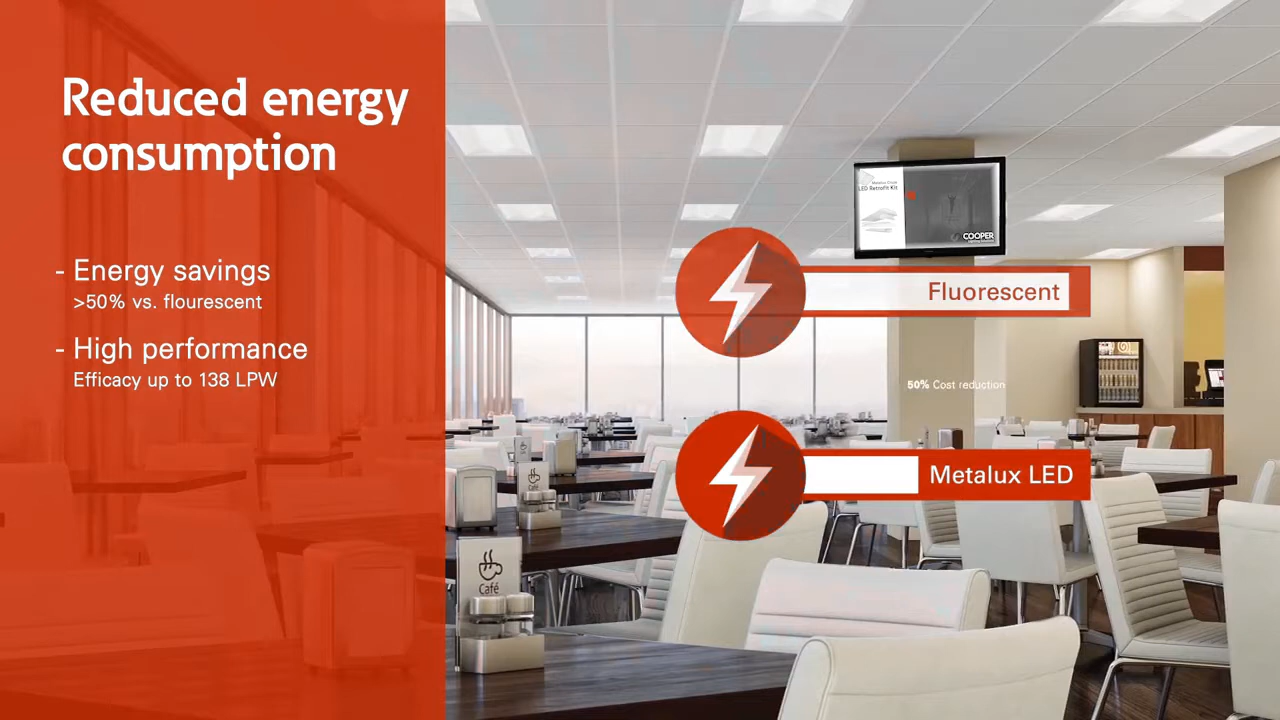 Reduced energy
consumption
- Energy savings
>50% vs. flourescent
- High performance
Efficacy up to 138 LPW
LED Retrofit Kit
COOPER
Fluorescent
50% Cost reduction
Metalux LED
Café
Café